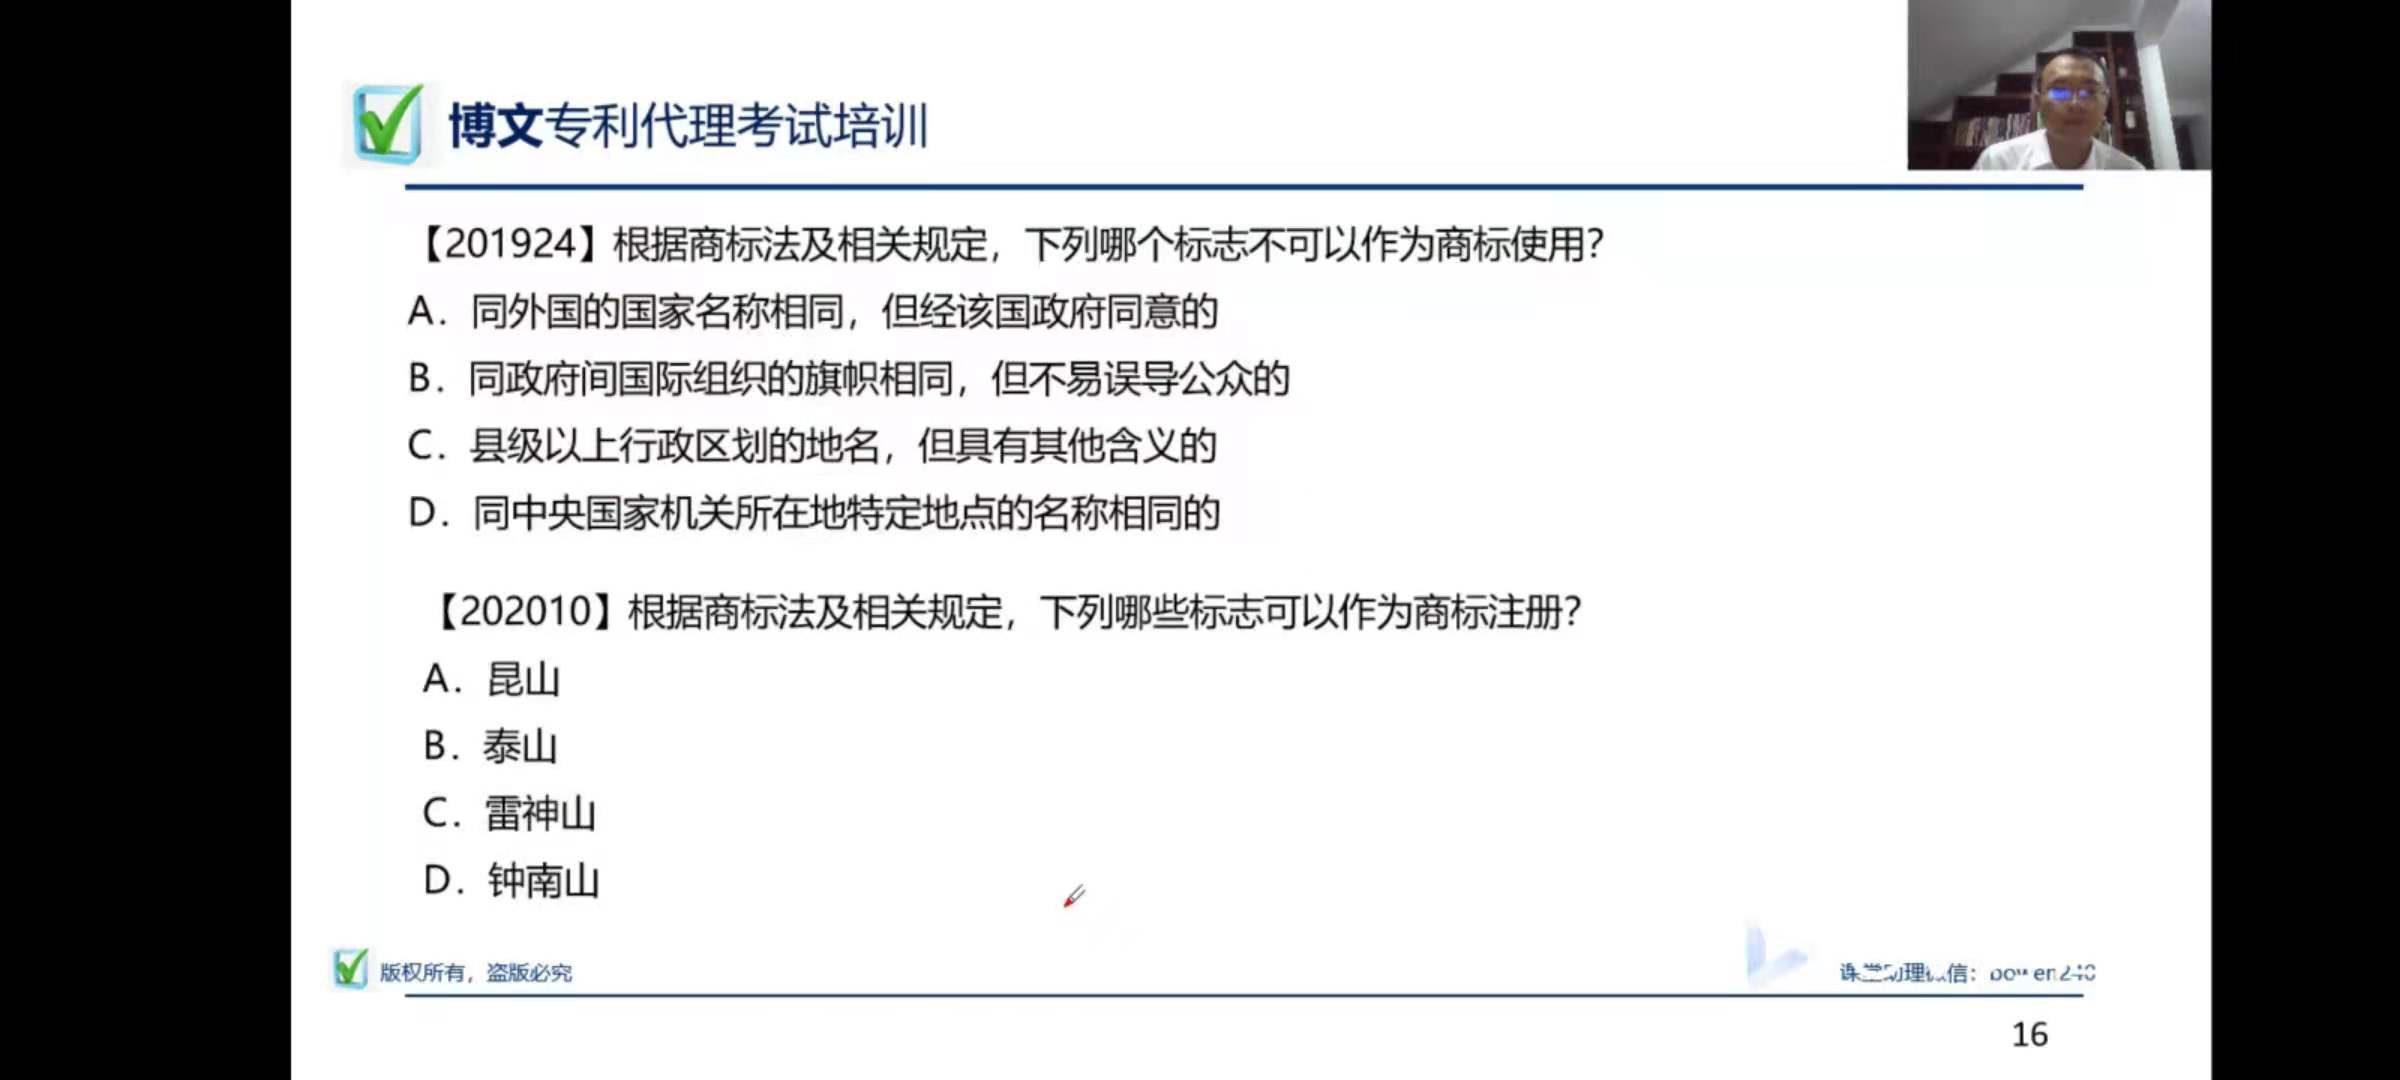 博文专利代理考试培训
【201924】根据商标法及相关规定，下列哪个标志不可以作为商标使用？
A．同外国的国家名称相同，但经该国政府同意的
B．同政府间国际组织的旗帜相同，但不易误导公众的
C．县级以上行政区划的地名，但具有其他含义的
D．同中央国家机关所在地特定地点的名称相同的
【202010】根据商标法及相关规定，下列哪些标志可以作为商标注册？
A．昆山
B．泰山
C．雷神山
D．钟南山
版权所有，盗版必究
课堂助理微信：bowen240
16